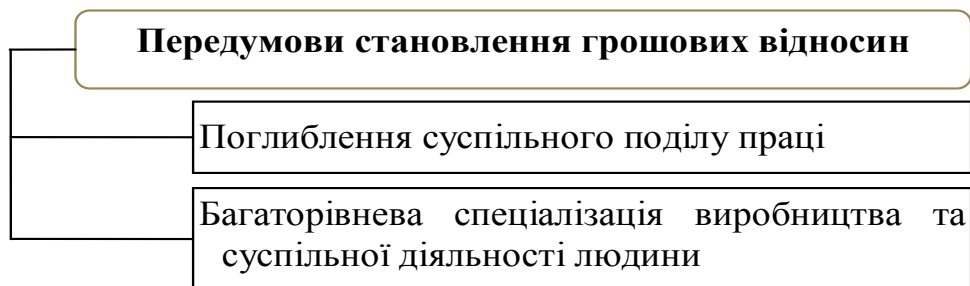 Передумови становлення грошових відносин
Поглиблення суспільного поділу праці
Багаторівнева спеціалізація виробництва та
суспільної діяльності людини